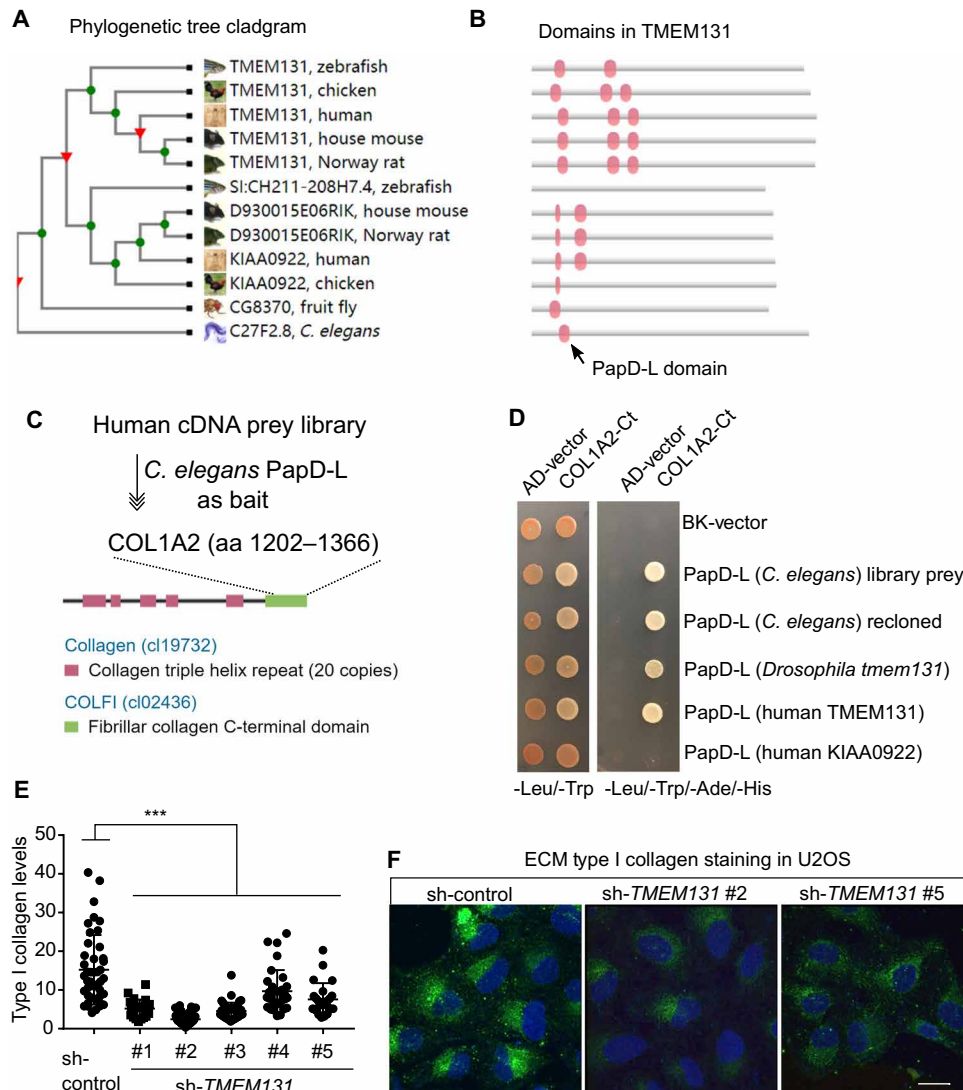 A
Phylogenetic tree cladgram
TMEM131, zebrafish
TMEM131, chicken
TMEM131, human
TMEM131, house mouse
TMEM131, Norway rat
SI:CH211-208H7.4, zebrafish
D930015E06RIK, house mouse
D930015E06RIK, Norway rat
KIAA0922, human
KIAA0922, chicken
CG8370, fruit fly
C27F2.8, C. elegans
B
Domains in TMEM131
PapD-L domain
C
Human cDNA prey library
C. elegans PapD-L
as bait
COL1A2 (aa 1202–1366)
Collagen (cl19732)
Collagen triple helix repeat (20 copies)
COLFI (cl02436)
Fibrillar collagen C-terminal domain
D
AD-vector
COL1A2-Ct
AD-vector
COL1A2-Ct
BK-vector
PapD-L (C. elegans) library prey
PapD-L (C. elegans) recloned
PapD-L (Drosophila tmem131)
PapD-L (human TMEM131)
PapD-L (human KIAA0922)
-Leu/-Trp
-Leu/-Trp/-Ade/-His
E
Type I collagen levels
50
40
30
20
10
0
***
sh-
control
#1
#2
#3
#4
#5
sh-TMEM131
F
ECM type I collagen staining in U2OS
sh-control
sh-TMEM131 #2
sh-TMEM131 #5